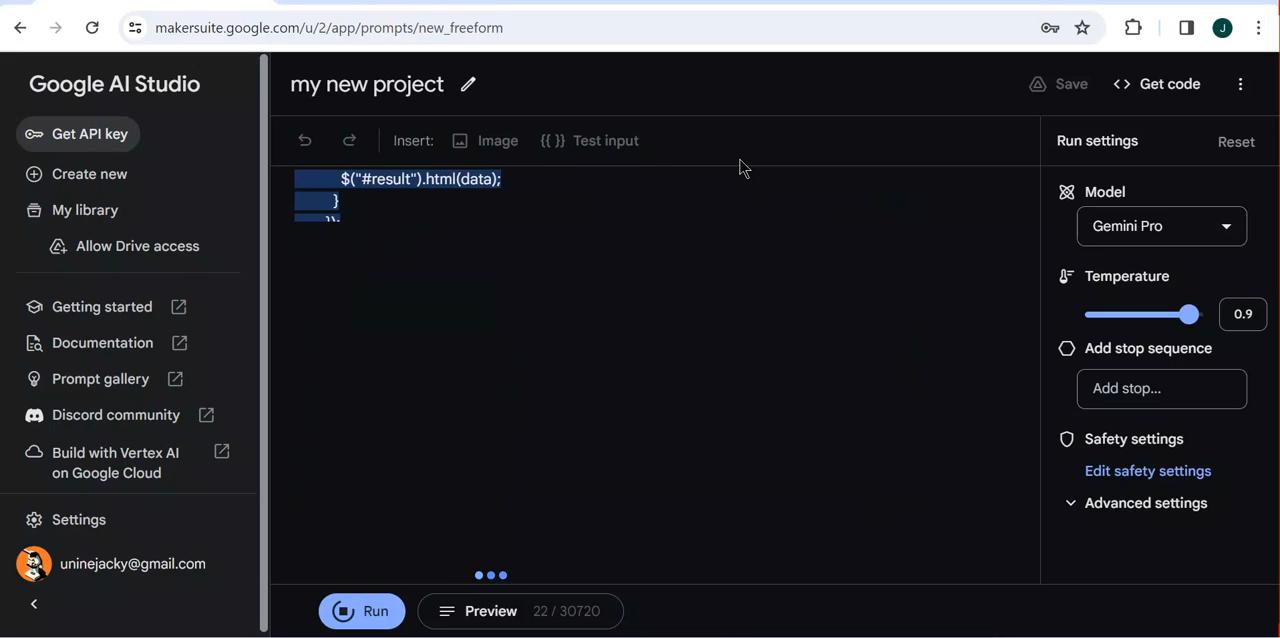 makersuite.google.com/u/2/app/prompts/new_freeform
J
Google AI Studio
Get API key
Create new
My library
Allow Drive access
Getting started
Documentation
Prompt gallery
Discord community
Build with Vertex AI
on Google Cloud
Settings
uninejacky@gmail.com
my new project
Save
<> Get code
Insert:
Image
{{ }} Test input
$("#result").html(data);
}
});
Run
Preview
22 / 30720
Run settings
Reset
Model
Gemini Pro
Temperature
0.9
Add stop sequence
Add stop...
Safety settings
Edit safety settings
Advanced settings